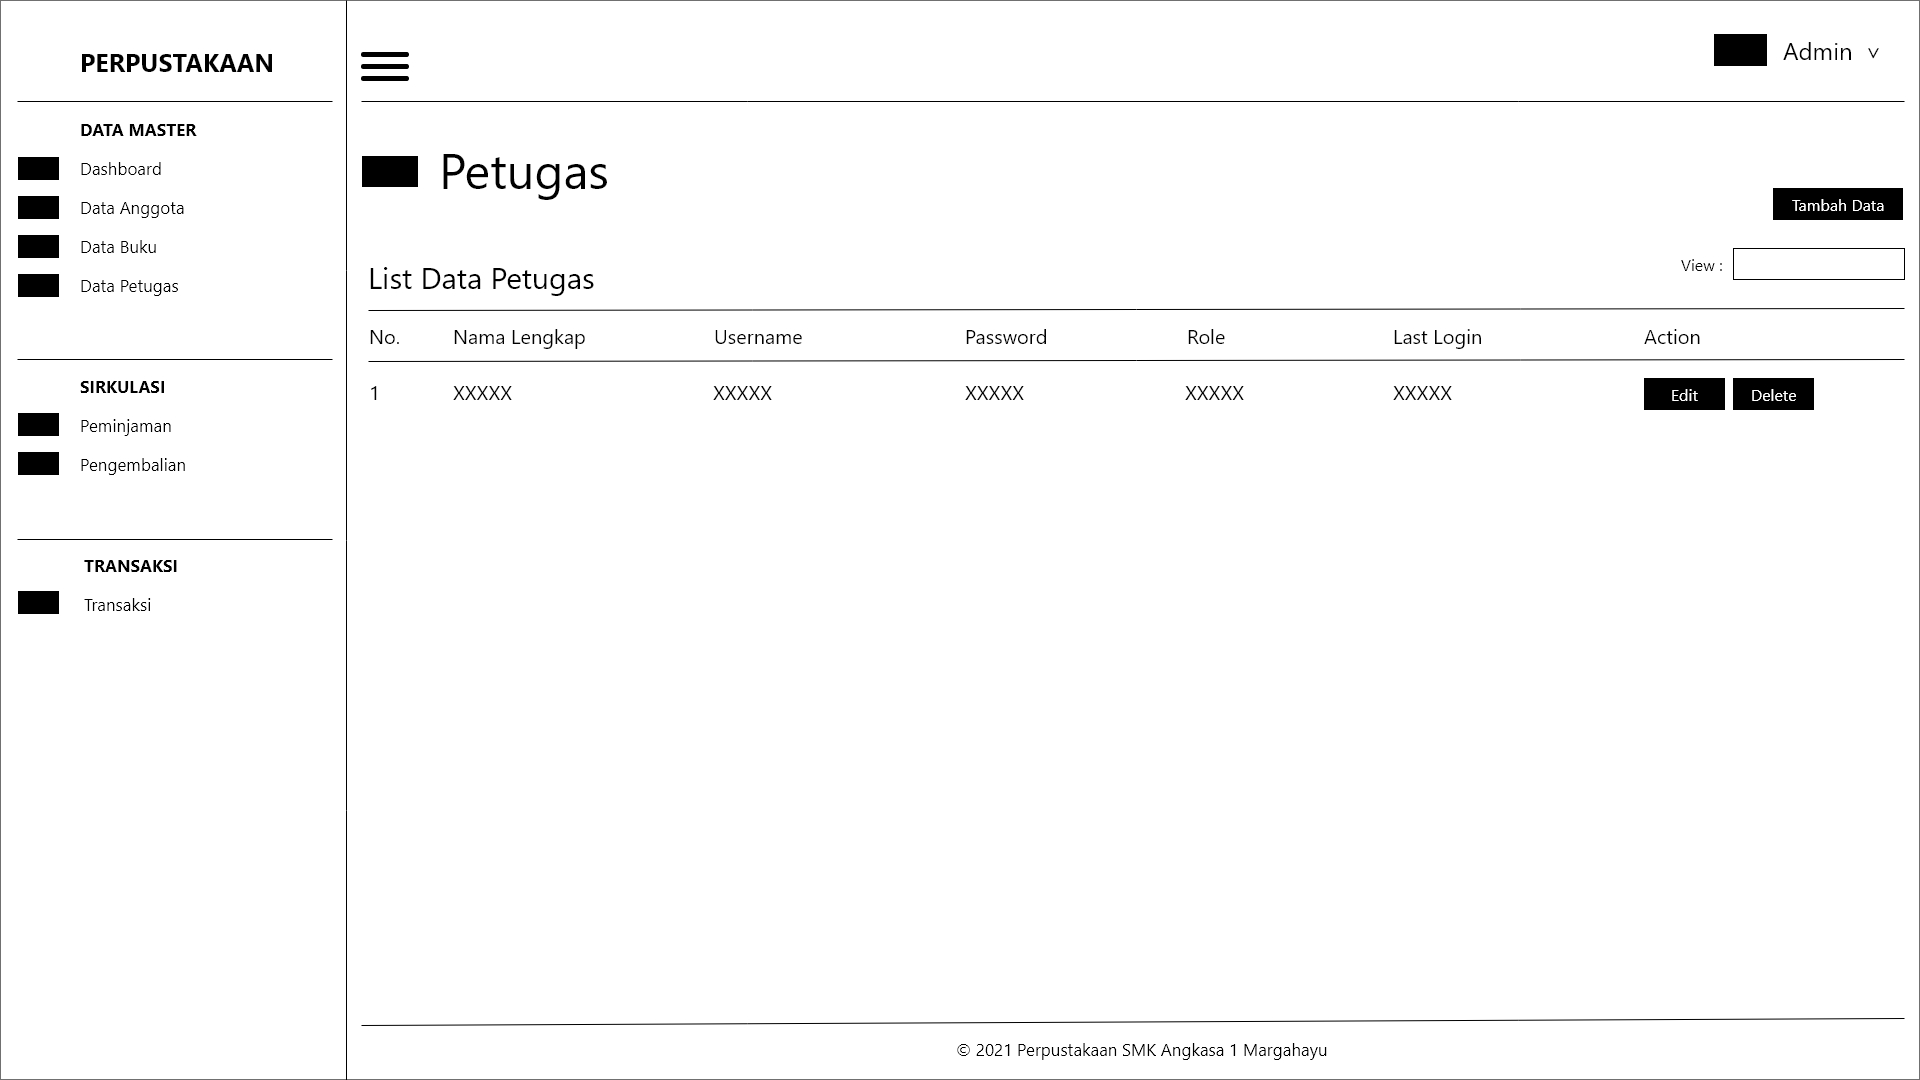 PERPUSTAKAAN
DATA MASTER
Dashboard
Data Anggota
Data Buku
Data Petugas
SIRKULASI
Peminjaman
Pengembalian
TRANSAKSI
Transaksi
Admin v
Petugas
Tambah Data
View :
List Data Petugas
No. Nama Lengkap Username Password Role Last Login Action
1 XXXXX XXXXX XXXXX XXXXX XXXXX Edit Delete
© 2021 Perpustakaan SMK Angkasa 1 Margahayu